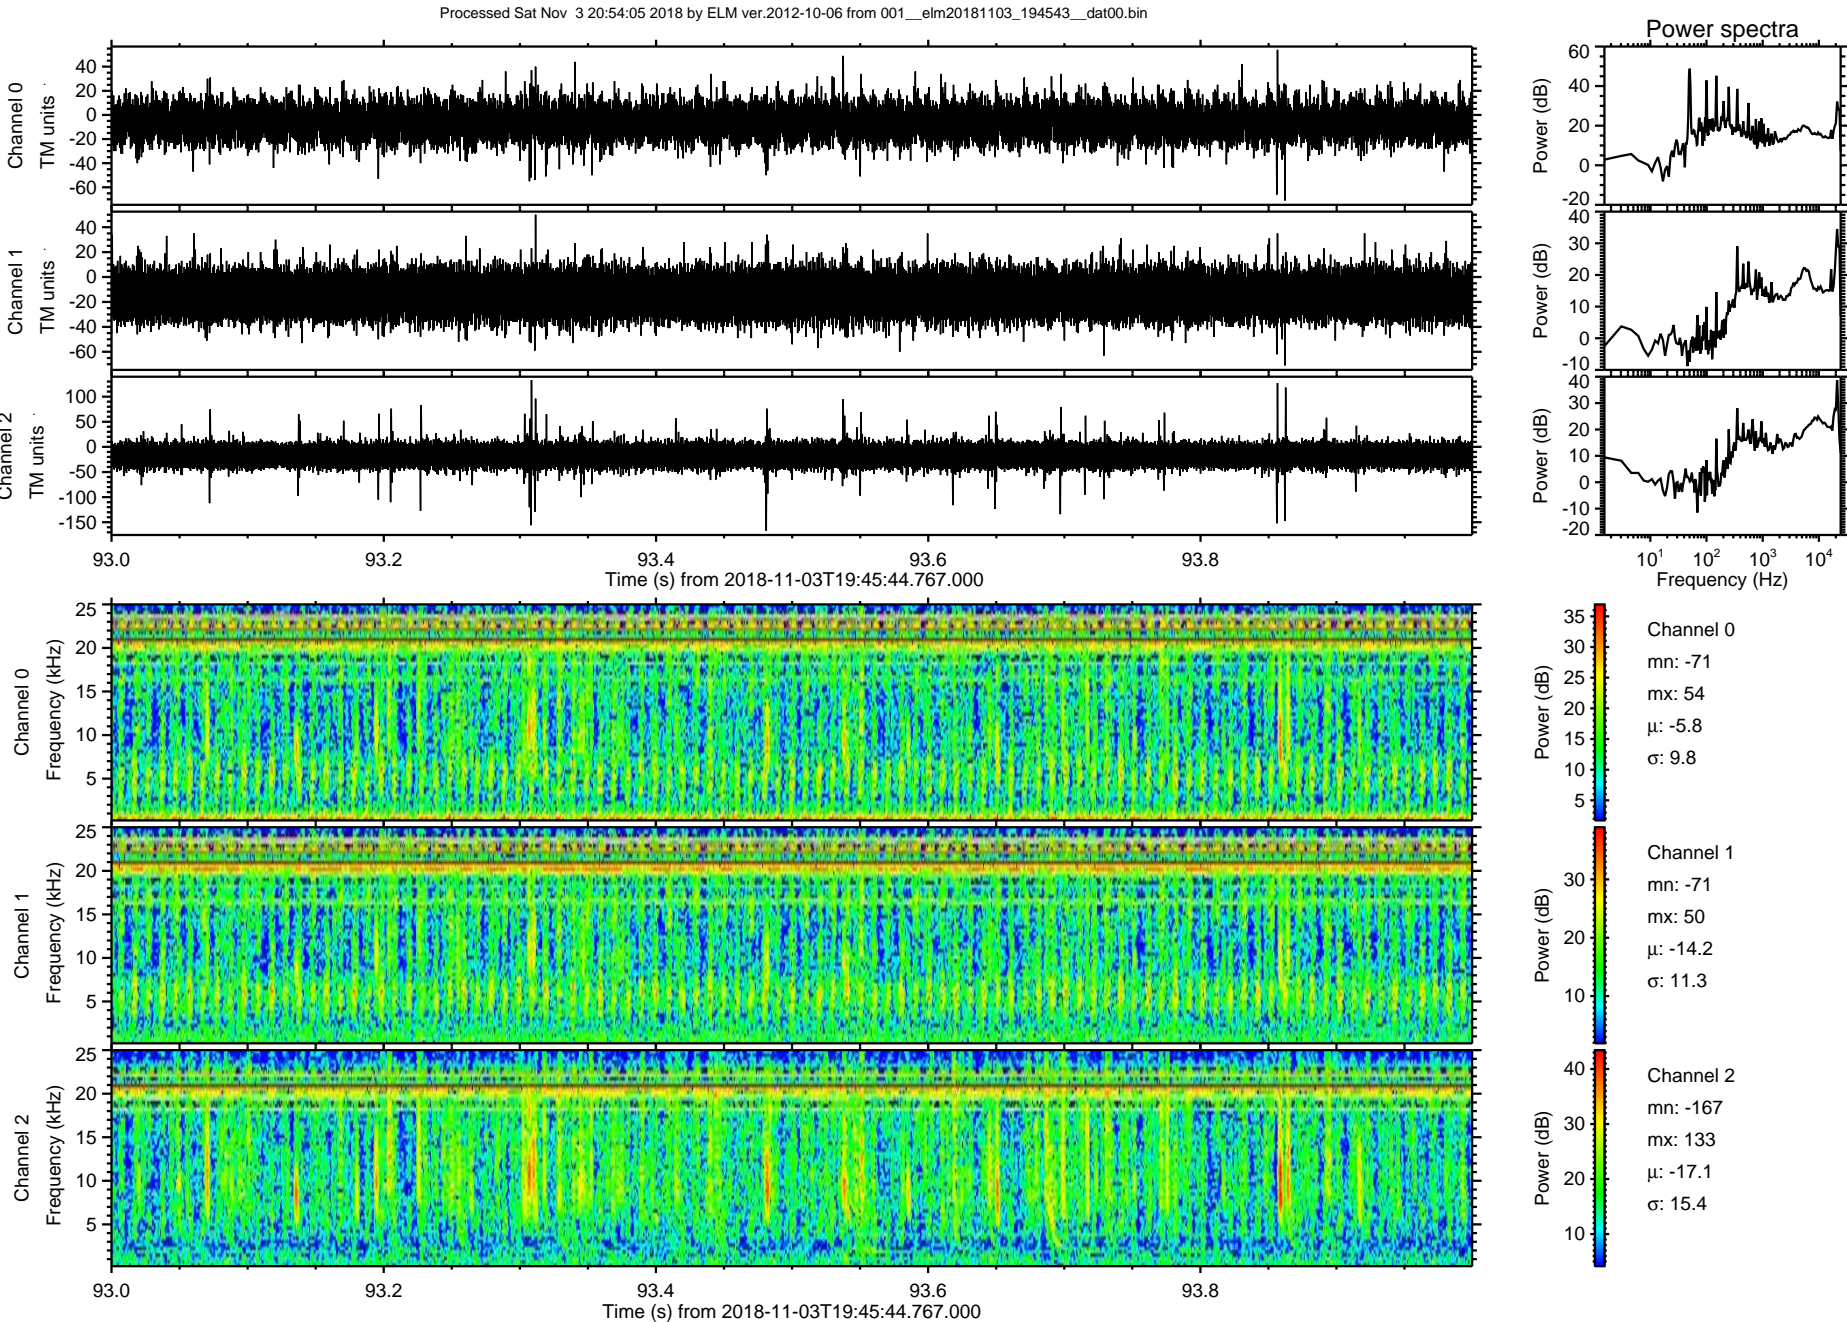 Processed Sat Nov  3 20:54:05 2018 by ELM ver.2012-10-06 from 001__elm20181103_194543__dat00.bin
Power spectra
Channel 0
TM units
40
20
0
-20
-40
-60
Power (dB)
60
40
20
0
-20
Channel 1
TM units
40
20
0
-20
-40
-60
Power (dB)
40
30
20
10
0
-10
Channel 2
TM units
100
50
0
-50
-100
-150
Power (dB)
40
30
20
10
0
-10
-20
93.0 93.2 93.4 93.6 93.8
Time (s) from 2018-11-03T19:45:44.767.000
10^1 10^2 10^3 10^4
Frequency (Hz)
Channel 0
Frequency (kHz)
25
20
15
10
5
Power (dB)
35
30
25
20
15
10
5
Channel 0
mn: -71
mx: 54
μ: -5.8
σ: 9.8
Channel 1
Frequency (kHz)
25
20
15
10
5
Power (dB)
30
20
10
Channel 1
mn: -71
mx: 50
μ: -14.2
σ: 11.3
Channel 2
Frequency (kHz)
25
20
15
10
5
Power (dB)
40
30
20
10
Channel 2
mn: -167
mx: 133
μ: -17.1
σ: 15.4
93.0 93.2 93.4 93.6 93.8
Time (s) from 2018-11-03T19:45:44.767.000